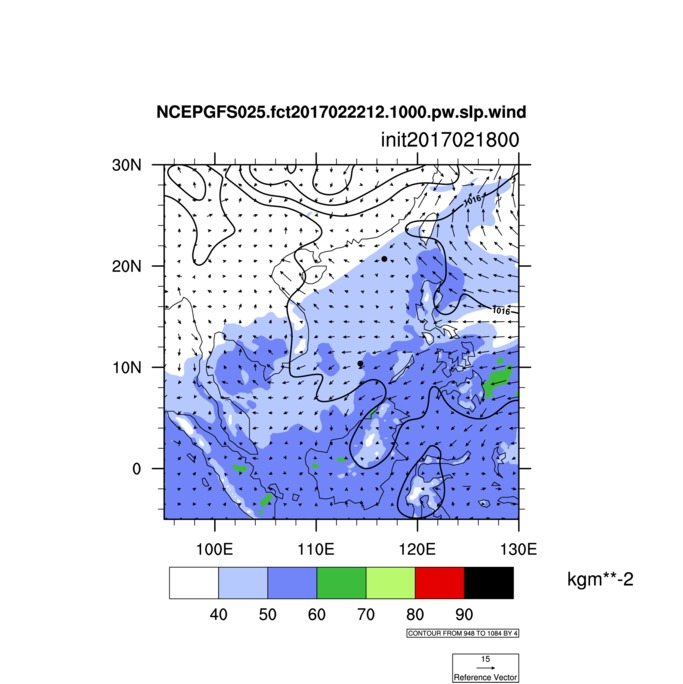 NCEPGFS025.fct2017022212.1000.pw.slp.wind
init2017021800
30N
20N
10N
0
1016
1016
100E 110E 120E 130E
kgm**-2
40 50 60 70 80 90
CONTOUR FROM 948 TO 1084 BY 4
15
Reference Vector